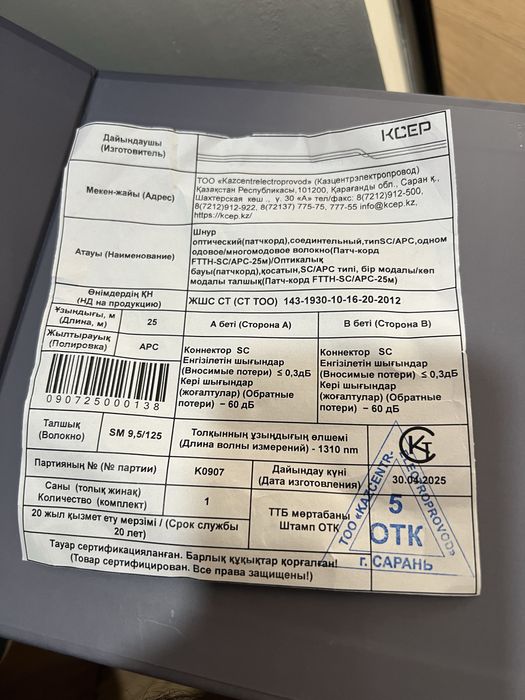 Дайындаушы
(Изготовитель)
КСЕР
Мекен-жайы (Адрес)
ТОО «Kazcentrelectroprovod» (Казцентрэлектропровод)
Қазақстан Республикасы,101200, Қарағанды обл., Саран қ.,
Шахтерская көш ., у. 30 «А» тел/факс: 8(7212)912-500,
8(7212)912-922, 8(72137) 775-75, 777-55 info@kcep.kz,
https://kcep.kz/
Атауы (Наименование)
Шнур
оптический(патчкорд),соединтельный,типSC/APC,одном
одовое/многомодовое волокно(Патч-корд
FTTH-SC/APC-25м)/Оптикалық
бауы(патчкорд),қосатын,SC/APC типі, бір модалы/көп
модалы талшық(Патч-корд FTTH-SC/APC-25м)
Өнімдердің ҚН
(НД на продукцию)
ЖШС СТ (СТ ТОО) 143-1930-10-16-20-2012
Ұзындығы, м
(Длина, м)
25
А беті (Сторона А)
В беті (Сторона В)
Жылтырауық
(Полировка)
APC
Коннектор SC
Енгізілетін шығындар
(Вносимые потери) ≤ 0,3дБ
Кері шығындар
(жоғалтулар) (Обратные
потери) – 60 дБ
Коннектор SC
Енгізілетін шығындар
(Вносимые потери) ≤ 0,3дБ
Кері шығындар
(жоғалтулар) (Обратные
потери) – 60 дБ
090725000138
Талшық
(Волокно)
SM 9,5/125
Толқынның ұзындығын өлшемі
(Длина волны измерений) - 1310 nm
Партияның № (№ партии)
К0907
Дайындау күні
(Дата изготовления)
30.04.2025
Саны (толық жинақ)
Количество (комплект)
1
ТТБ мөртабаны
Штамп ОТК
20 жыл қызмет ету мерзімі / (Срок службы
20 лет)
ТОО «KAZCENTR-
ELECTROPROVOD»
5
ОТК
г. САРАНЬ
Тауар сертификацияланған. Барлық құқықтар қорғалған!
(Товар сертифицирован. Все права защищены!)